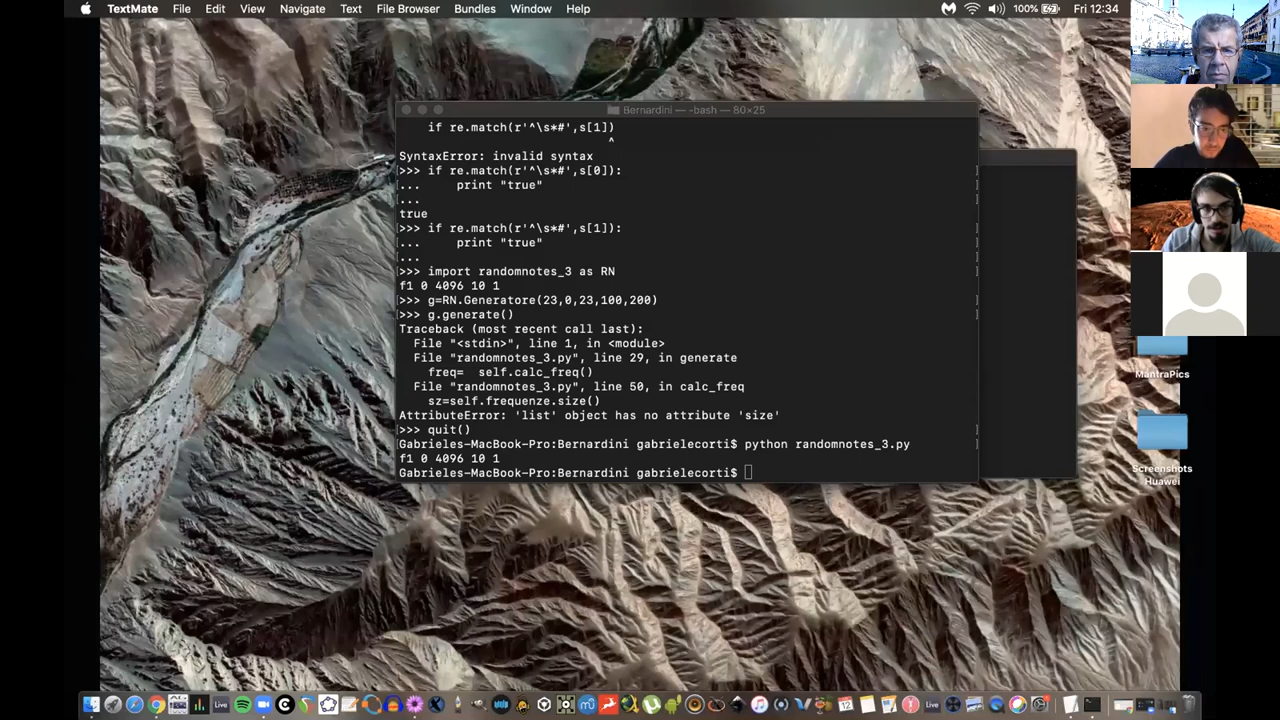 TextMate File Edit View Navigate Text File Browser Bundles Window Help 100% Fri 12:34
Bernardini — -bash — 80×25
if re.match(r'^\s*#',s[1])
^
SyntaxError: invalid syntax
>>> if re.match(r'^\s*#',s[0]):
... print "true"
...
true
>>> if re.match(r'^\s*#',s[1]):
... print "true"
...
>>> import randomnotes_3 as RN
f1 0 4096 10 1
>>> g=RN.Generatore(23,0,23,100,200)
>>> g.generate()
Traceback (most recent call last):
File "<stdin>", line 1, in <module>
File "randomnotes_3.py", line 29, in generate
freq= self.calc_freq()
File "randomnotes_3.py", line 50, in calc_freq
sz=self.frequenze.size()
AttributeError: 'list' object has no attribute 'size'
>>> quit()
Gabrieles-MacBook-Pro:Bernardini gabrielecorti$ python randomnotes_3.py
f1 0 4096 10 1
Gabrieles-MacBook-Pro:Bernardini gabrielecorti$
MantraPics
Screenshots
Huawei
Live
Live